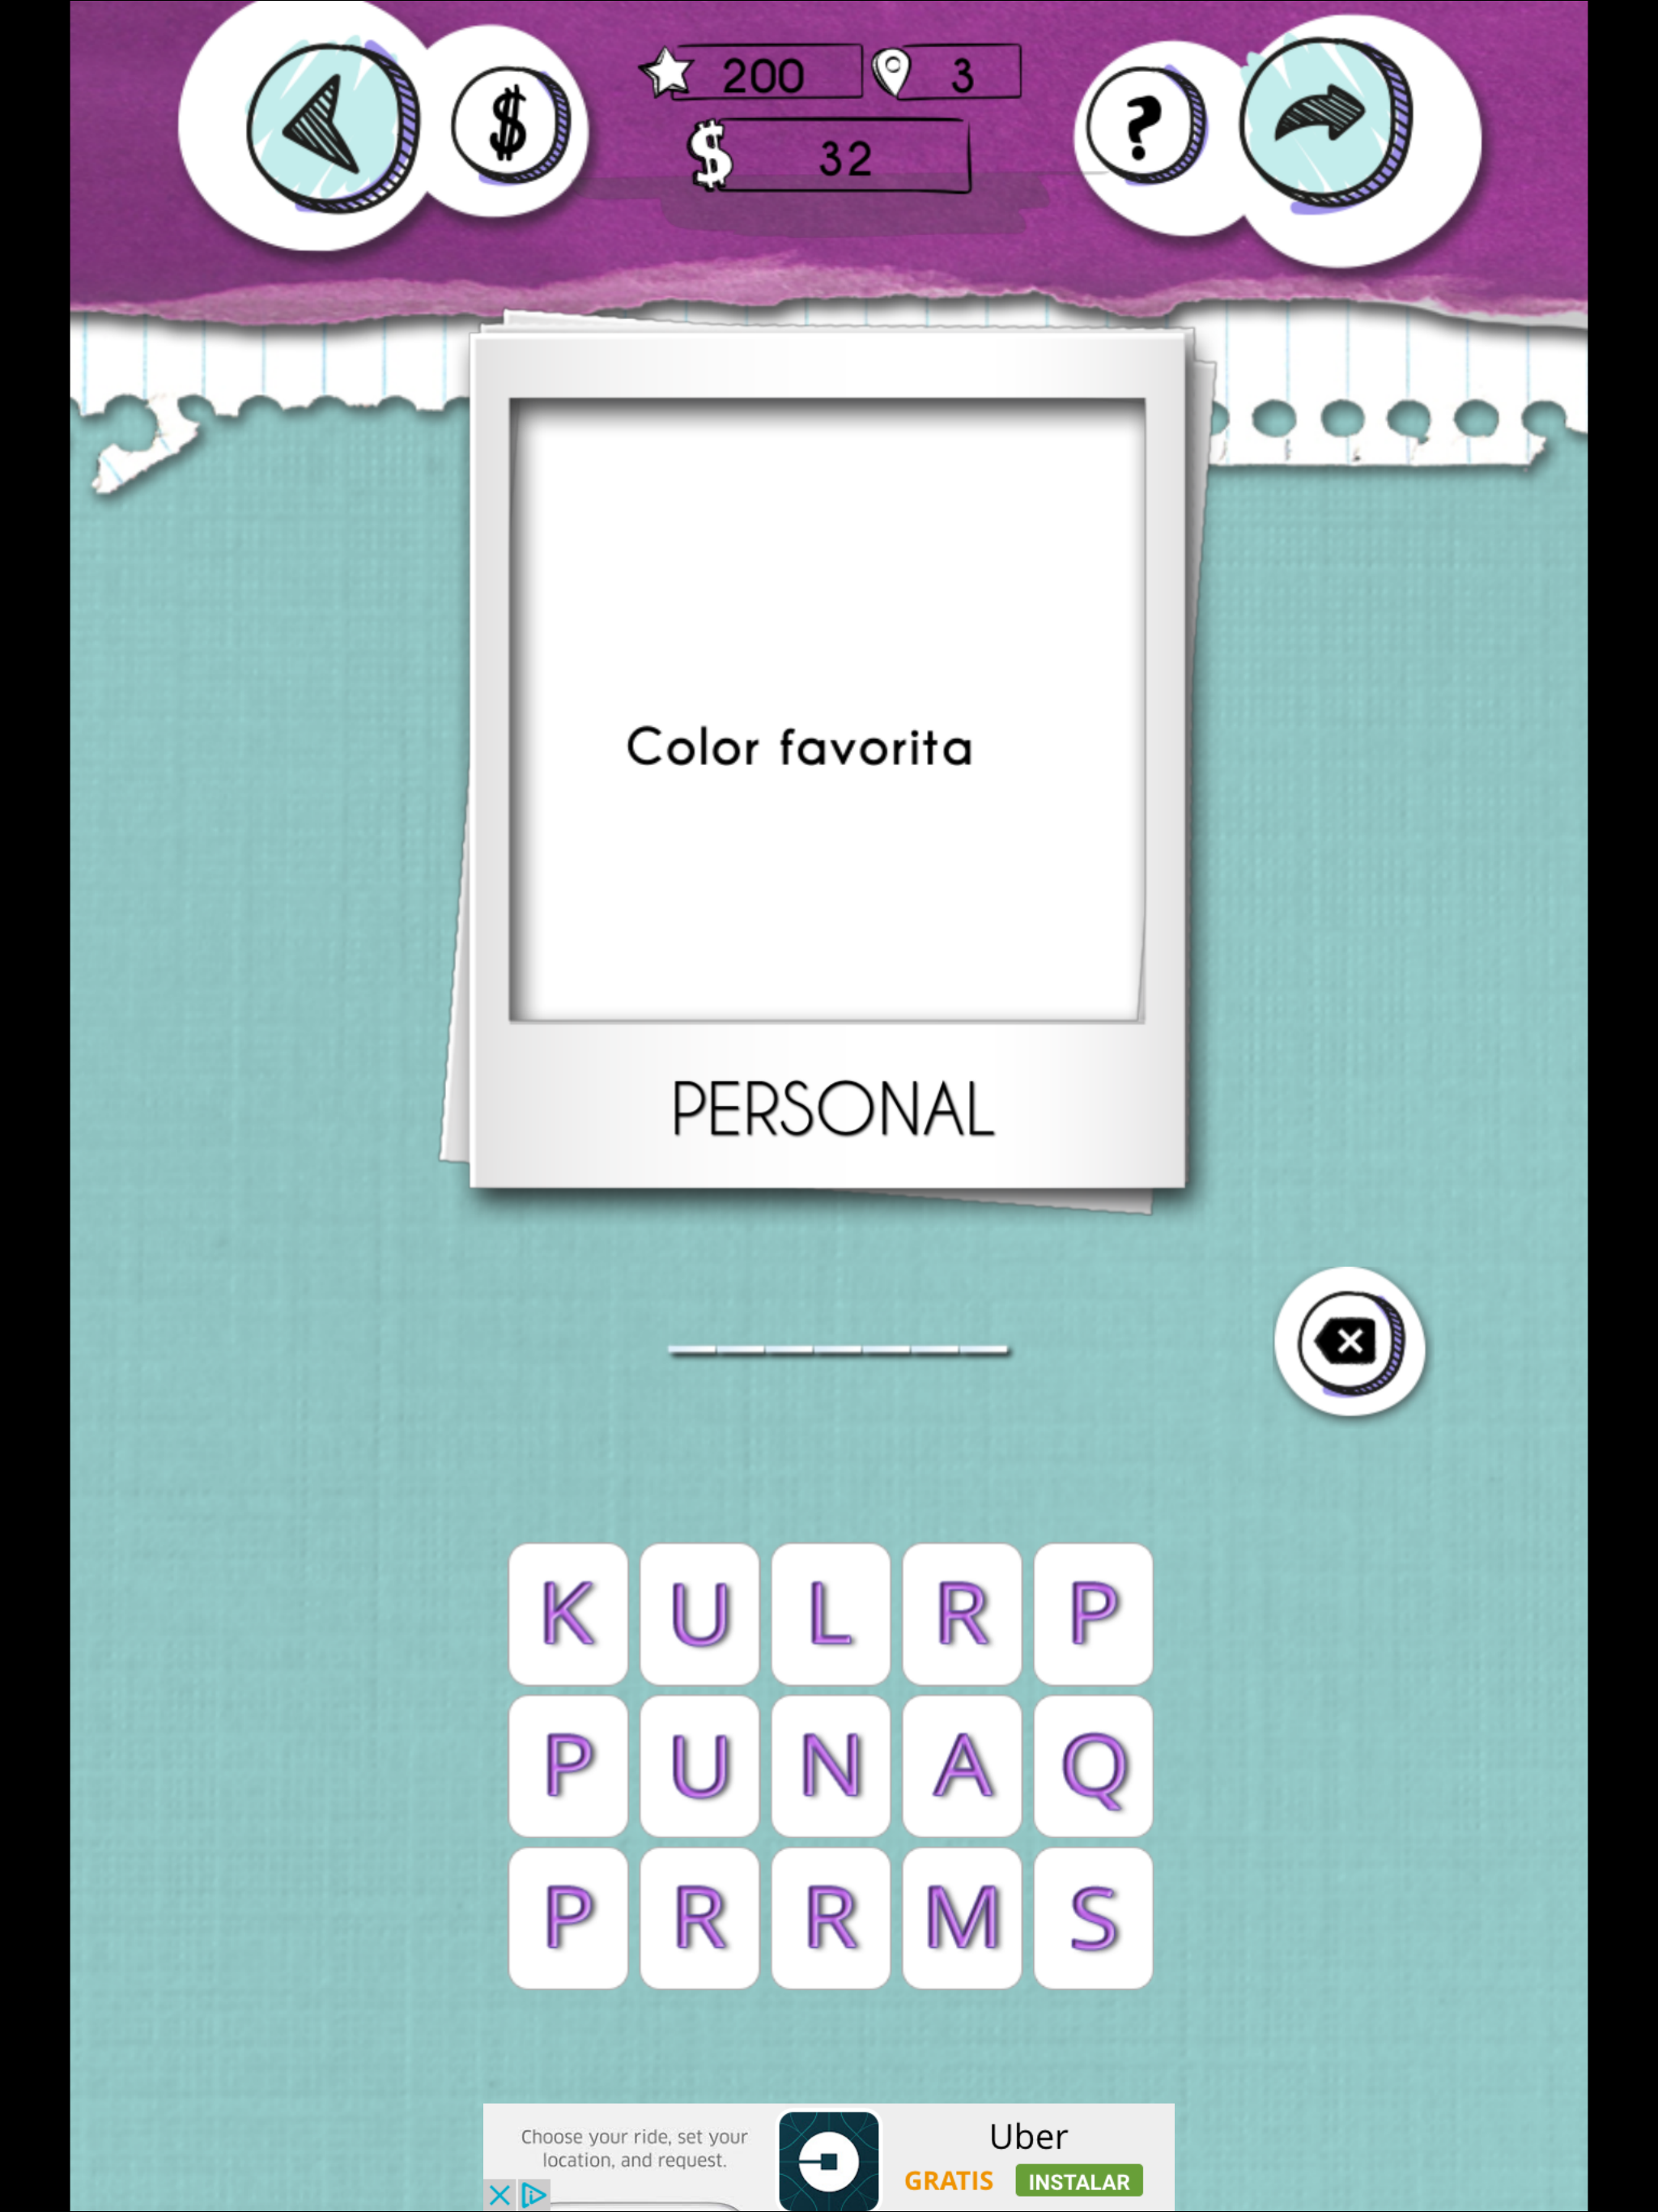 200
3
$
32
?
Color favorita
PERSONAL
K U L R P
P U N A Q
P R R M S
Choose your ride, set your
location, and request.
Uber
GRATIS
INSTALAR